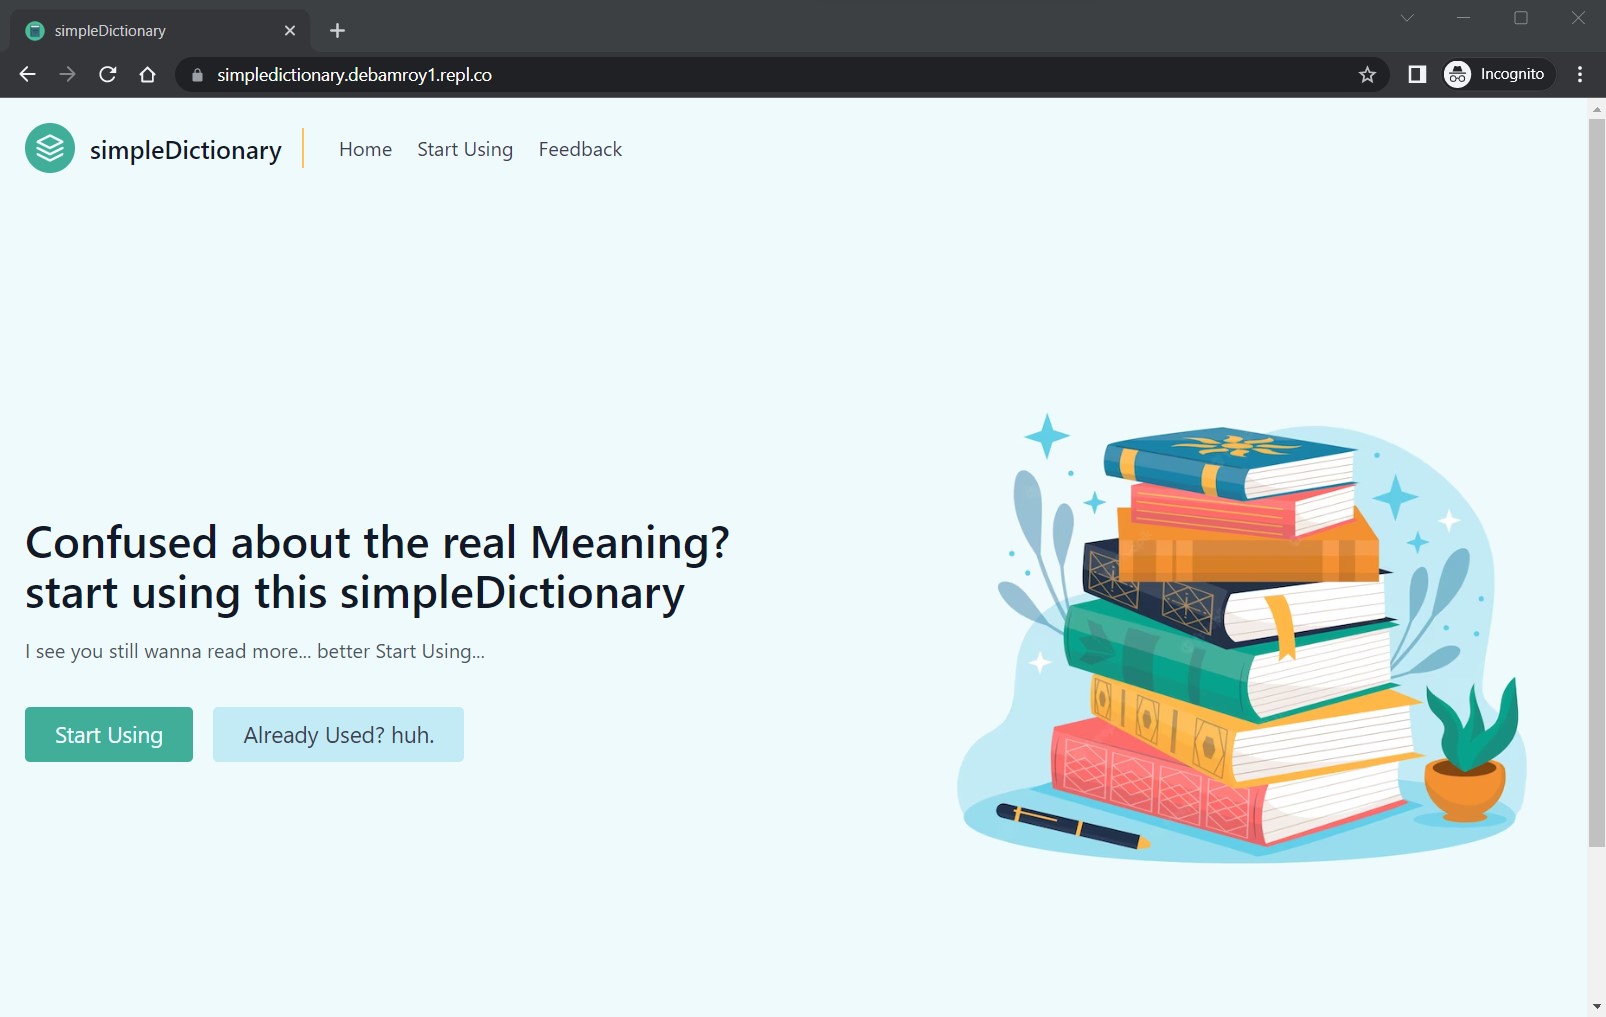 simpleDictionary
simpledictionary.debamroy1.repl.co
Incognito
simpleDictionary
Home
Start Using
Feedback
Confused about the real Meaning?
start using this simpleDictionary
I see you still wanna read more... better Start Using...
Start Using
Already Used? huh.